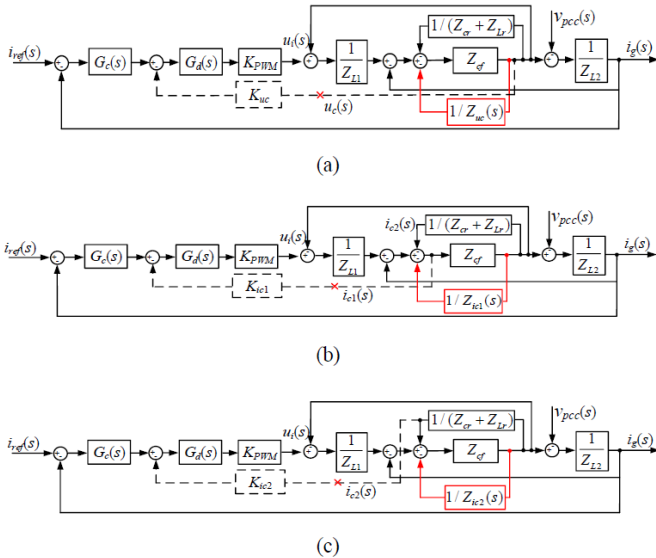 v_pcc(s)
1/(Z_cr + Z_Lr)
i_ref(s) G_c(s) G_d(s) K_PWM u_i(s) 1/Z_L1 Z_cf 1/Z_L2 i_g(s)
K_uc u_c(s) 1/Z_uc(s)
(a)
v_pcc(s)
i_c2(s) 1/(Z_cr + Z_Lr)
i_ref(s) G_c(s) G_d(s) K_PWM u_i(s) 1/Z_L1 Z_cf 1/Z_L2 i_g(s)
K_ic1 i_c1(s) 1/Z_ic1(s)
(b)
v_pcc(s)
1/(Z_cr + Z_Lr)
i_ref(s) G_c(s) G_d(s) K_PWM u_i(s) 1/Z_L1 Z_cf 1/Z_L2 i_g(s)
K_ic2 i_c2(s) 1/Z_ic2(s)
(c)